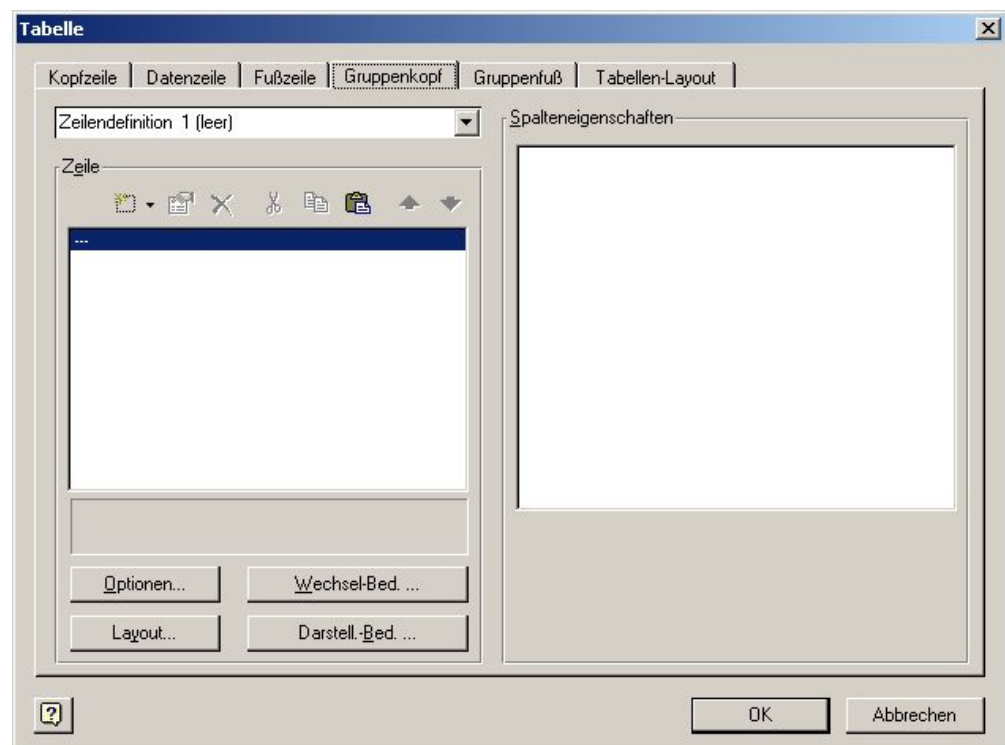 Tabelle
Kopfzeile Datenzeile Fußzeile Gruppenkopf Gruppenfuß Tabellen-Layout
Zeilendefinition 1 (leer)
Zeile
---
Optionen... Wechsel-Bed. ...
Layout... Darstell.-Bed. ...
Spalteneigenschaften
OK Abbrechen